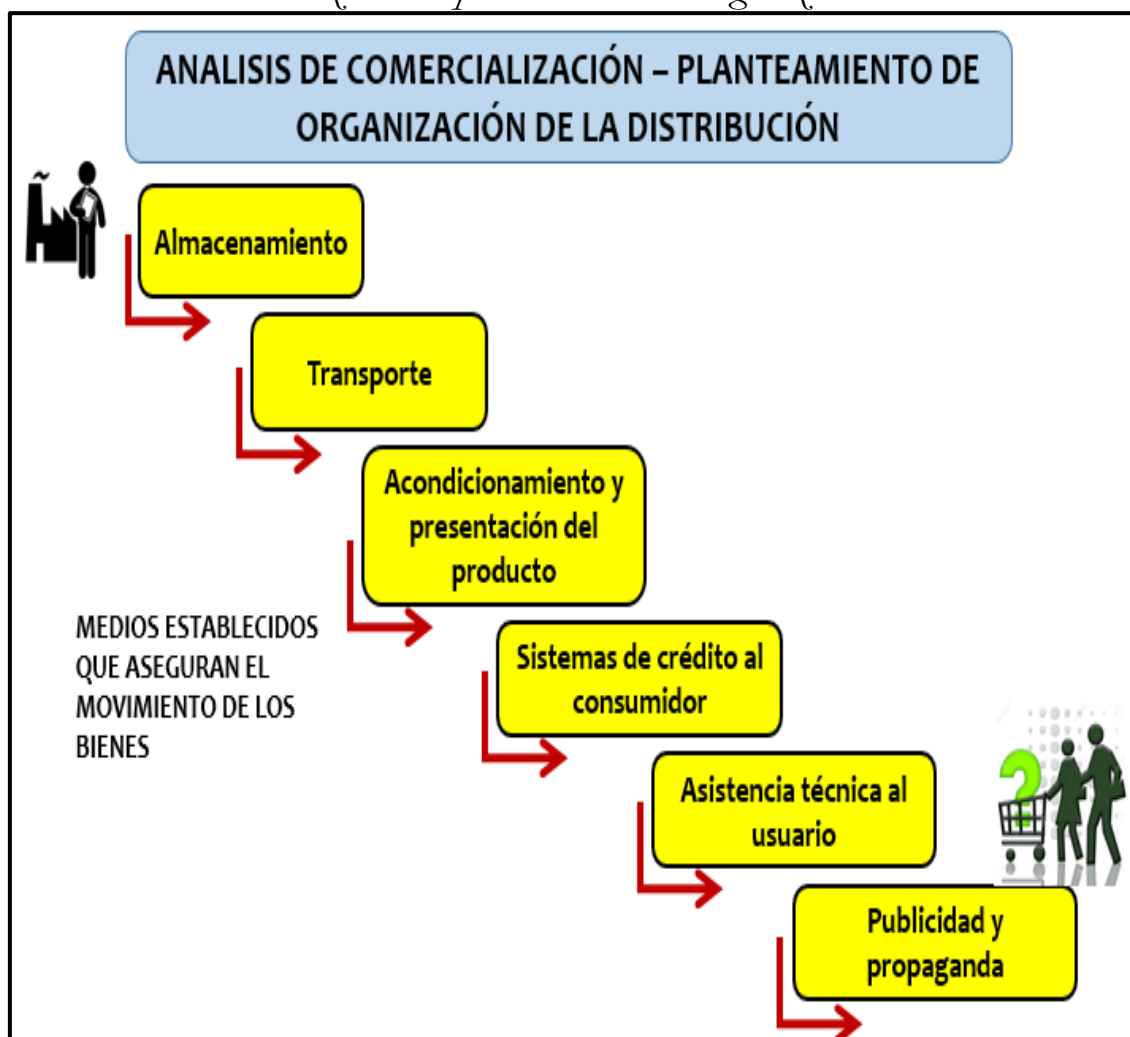 ANALISIS DE COMERCIALIZACIÓN – PLANTEAMIENTO DE
ORGANIZACIÓN DE LA DISTRIBUCIÓN
Almacenamiento
Transporte
Acondicionamiento y
presentación del
producto
MEDIOS ESTABLECIDOS
QUE ASEGURAN EL
MOVIMIENTO DE LOS
BIENES
Sistemas de crédito al
consumidor
Asistencia técnica al
usuario
?
Publicidad y
propaganda